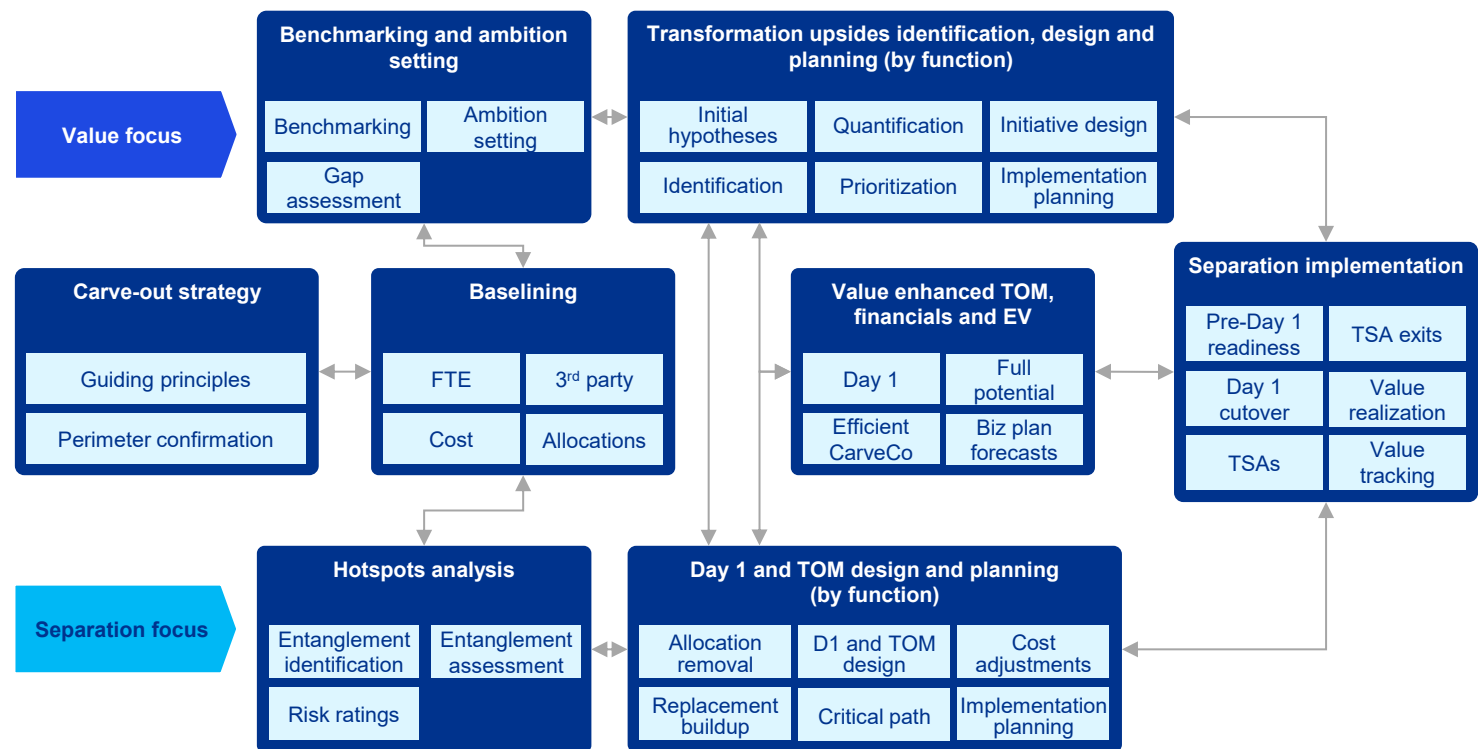 Benchmarking and ambition
setting
Benchmarking
Ambition
setting
Gap
assessment
Transformation upsides identification, design and
planning (by function)
Initial
hypotheses
Quantification
Initiative design
Identification
Prioritization
Implementation
planning
Value focus
Carve-out strategy
Guiding principles
Perimeter confirmation
Baselining
FTE
3rd party
Cost
Allocations
Value enhanced TOM,
financials and EV
Day 1
Full
potential
Efficient
CarveCo
Biz plan
forecasts
Separation implementation
Pre-Day 1
readiness
TSA exits
Day 1
cutover
Value
realization
TSAs
Value
tracking
Separation focus
Hotspots analysis
Entanglement
identification
Entanglement
assessment
Risk ratings
Day 1 and TOM design and planning
(by function)
Allocation
removal
D1 and TOM
design
Cost
adjustments
Replacement
buildup
Critical path
Implementation
planning